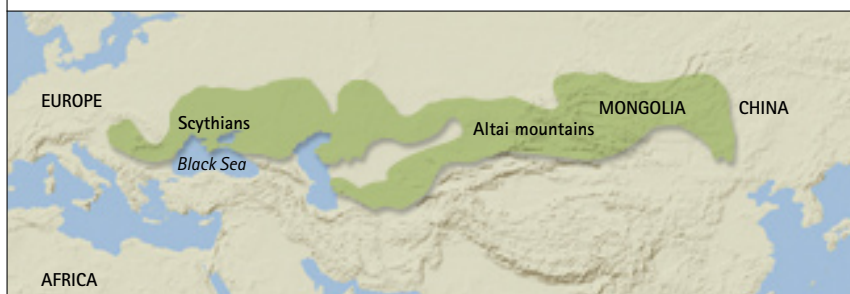 EUROPE
Scythians
Black Sea
Altai mountains
MONGOLIA
CHINA
AFRICA